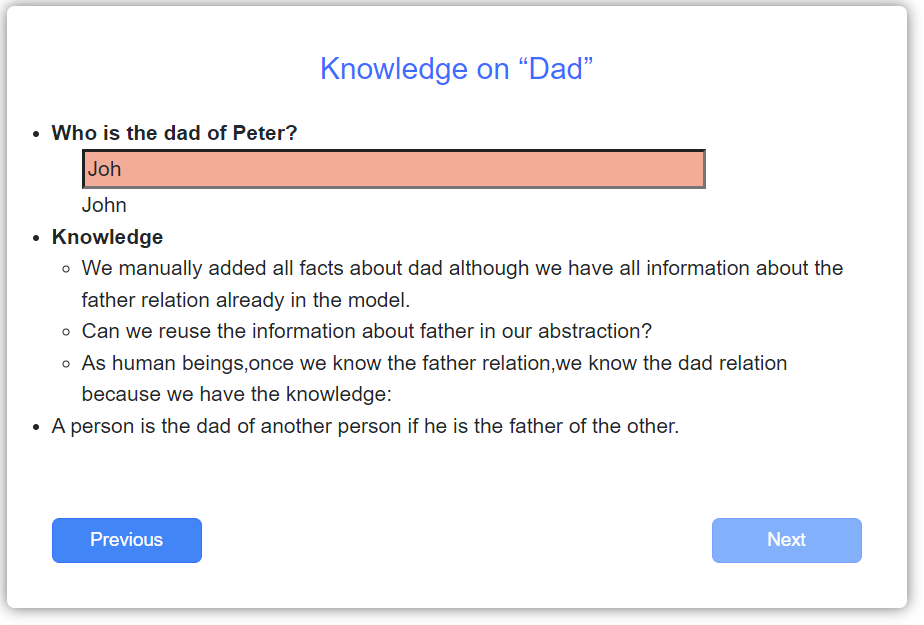 Knowledge on “Dad”
Who is the dad of Peter?
Joh
John
Knowledge
We manually added all facts about dad although we have all information about the
father relation already in the model.
Can we reuse the information about father in our abstraction?
As human beings,once we know the father relation,we know the dad relation
because we have the knowledge:
A person is the dad of another person if he is the father of the other.
Previous
Next